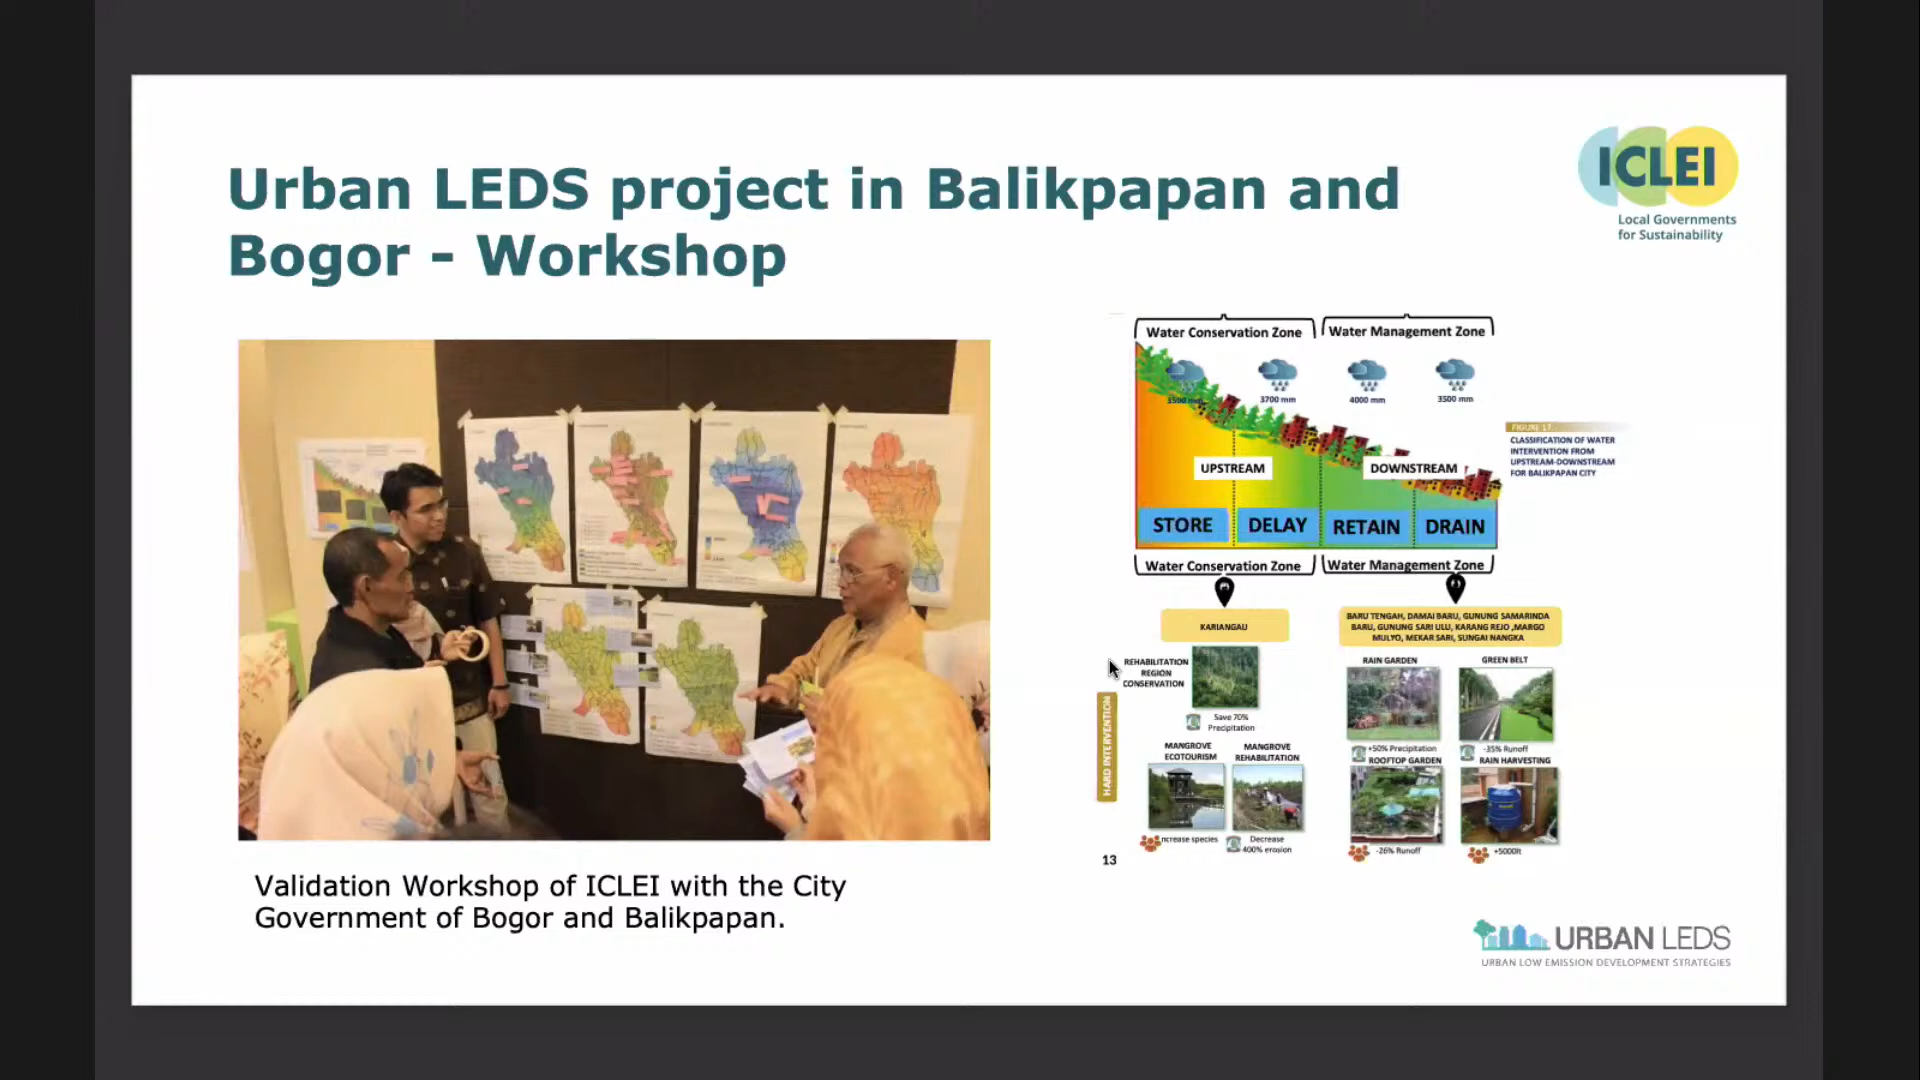 Urban LEDS project in Balikpapan and
Bogor - Workshop
ICLEI
Local Governments
for Sustainability
Validation Workshop of ICLEI with the City
Government of Bogor and Balikpapan.
Water Conservation Zone
Water Management Zone
3500 mm
3700 mm
4000 mm
3500 mm
UPSTREAM
DOWNSTREAM
STORE
DELAY
RETAIN
DRAIN
Water Conservation Zone
Water Management Zone
FIGURE 17.
CLASSIFICATION OF WATER
INTERVENTION FROM
UPSTREAM-DOWNSTREAM
FOR BALIKPAPAN CITY
KARIANGAU
BARU TENGAH, DAMAI BARU, GUNUNG SAMARINDA
BARU, GUNUNG SARI ULU, KARANG REJO ,MARGO
MULYO, MEKAR SARI, SUNGAI NANGKA
HARD INTERVENTION
REHABILITATION
REGION
CONSERVATION
Save 70%
Precipitation
MANGROVE
ECOTOURISM
MANGROVE
REHABILITATION
ncrease species
Decrease
400% erosion
RAIN GARDEN
GREEN BELT
+50% Precipitation
-35% Runoff
ROOFTOP GARDEN
RAIN HARVESTING
-26% Runoff
+5000lt
13
URBAN LEDS
URBAN LOW EMISSION DEVELOPMENT STRATEGIES